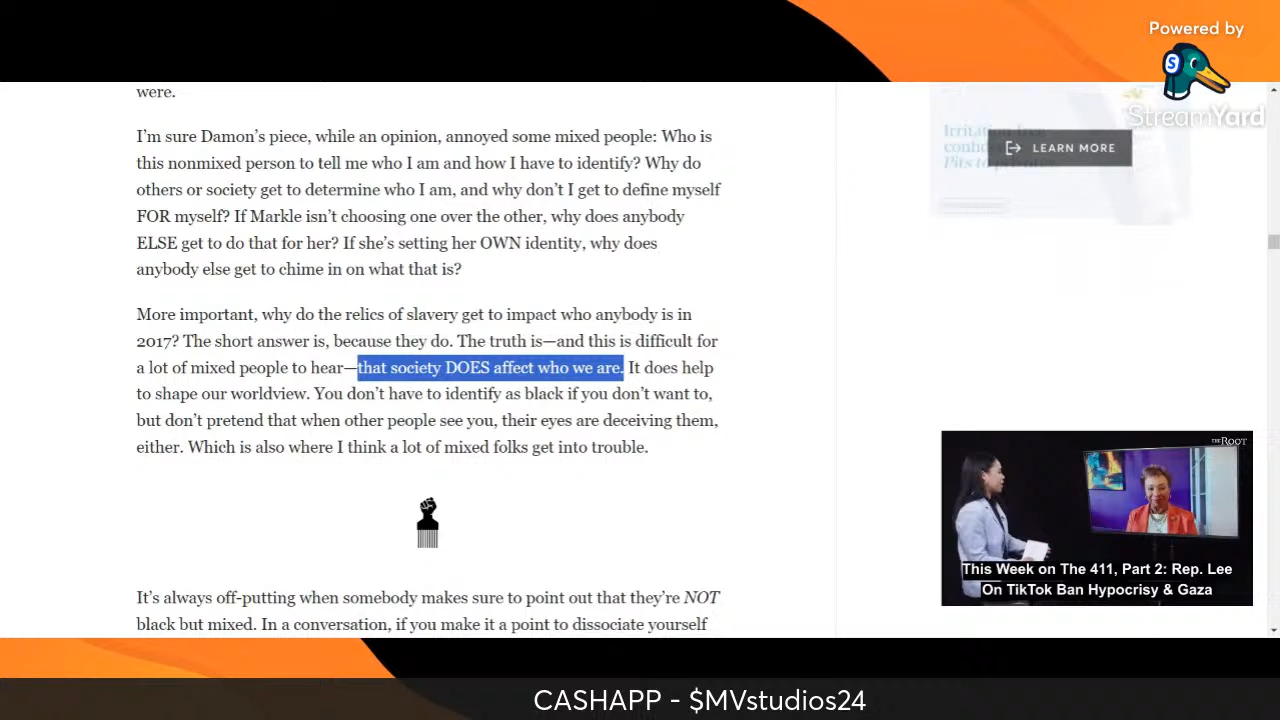 Powered by
S
StreamYard
were.
I'm sure Damon's piece, while an opinion, annoyed some mixed people: Who is
this nonmixed person to tell me who I am and how I have to identify? Why do
others or society get to determine who I am, and why don't I get to define myself
FOR myself? If Markle isn't choosing one over the other, why does anybody
ELSE get to do that for her? If she's setting her OWN identity, why does
anybody else get to chime in on what that is?
More important, why do the relics of slavery get to impact who anybody is in
2017? The short answer is, because they do. The truth is—and this is difficult for
a lot of mixed people to hear—that society DOES affect who we are. It does help
to shape our worldview. You don't have to identify as black if you don't want to,
but don't pretend that when other people see you, their eyes are deceiving them,
either. Which is also where I think a lot of mixed folks get into trouble.
It's always off-putting when somebody makes sure to point out that they're NOT
black but mixed. In a conversation, if you make it a point to dissociate yourself
Irritation-free
Pits to
LEARN MORE
THE ROOT
This Week on The 411, Part 2: Rep. Lee
On TikTok Ban Hypocrisy & Gaza
CASHAPP - $MVstudios24